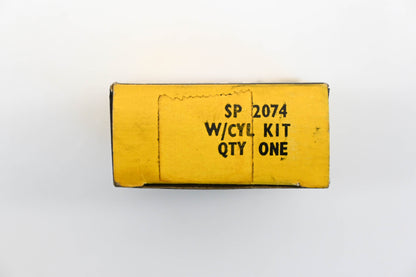 SP 2074
W/CYL KIT
QTY ONE